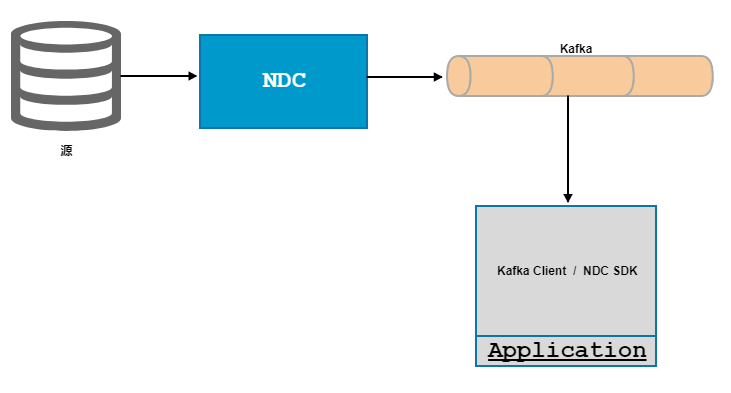 Kafka
NDC
源
Kafka Client / NDC SDK
Application